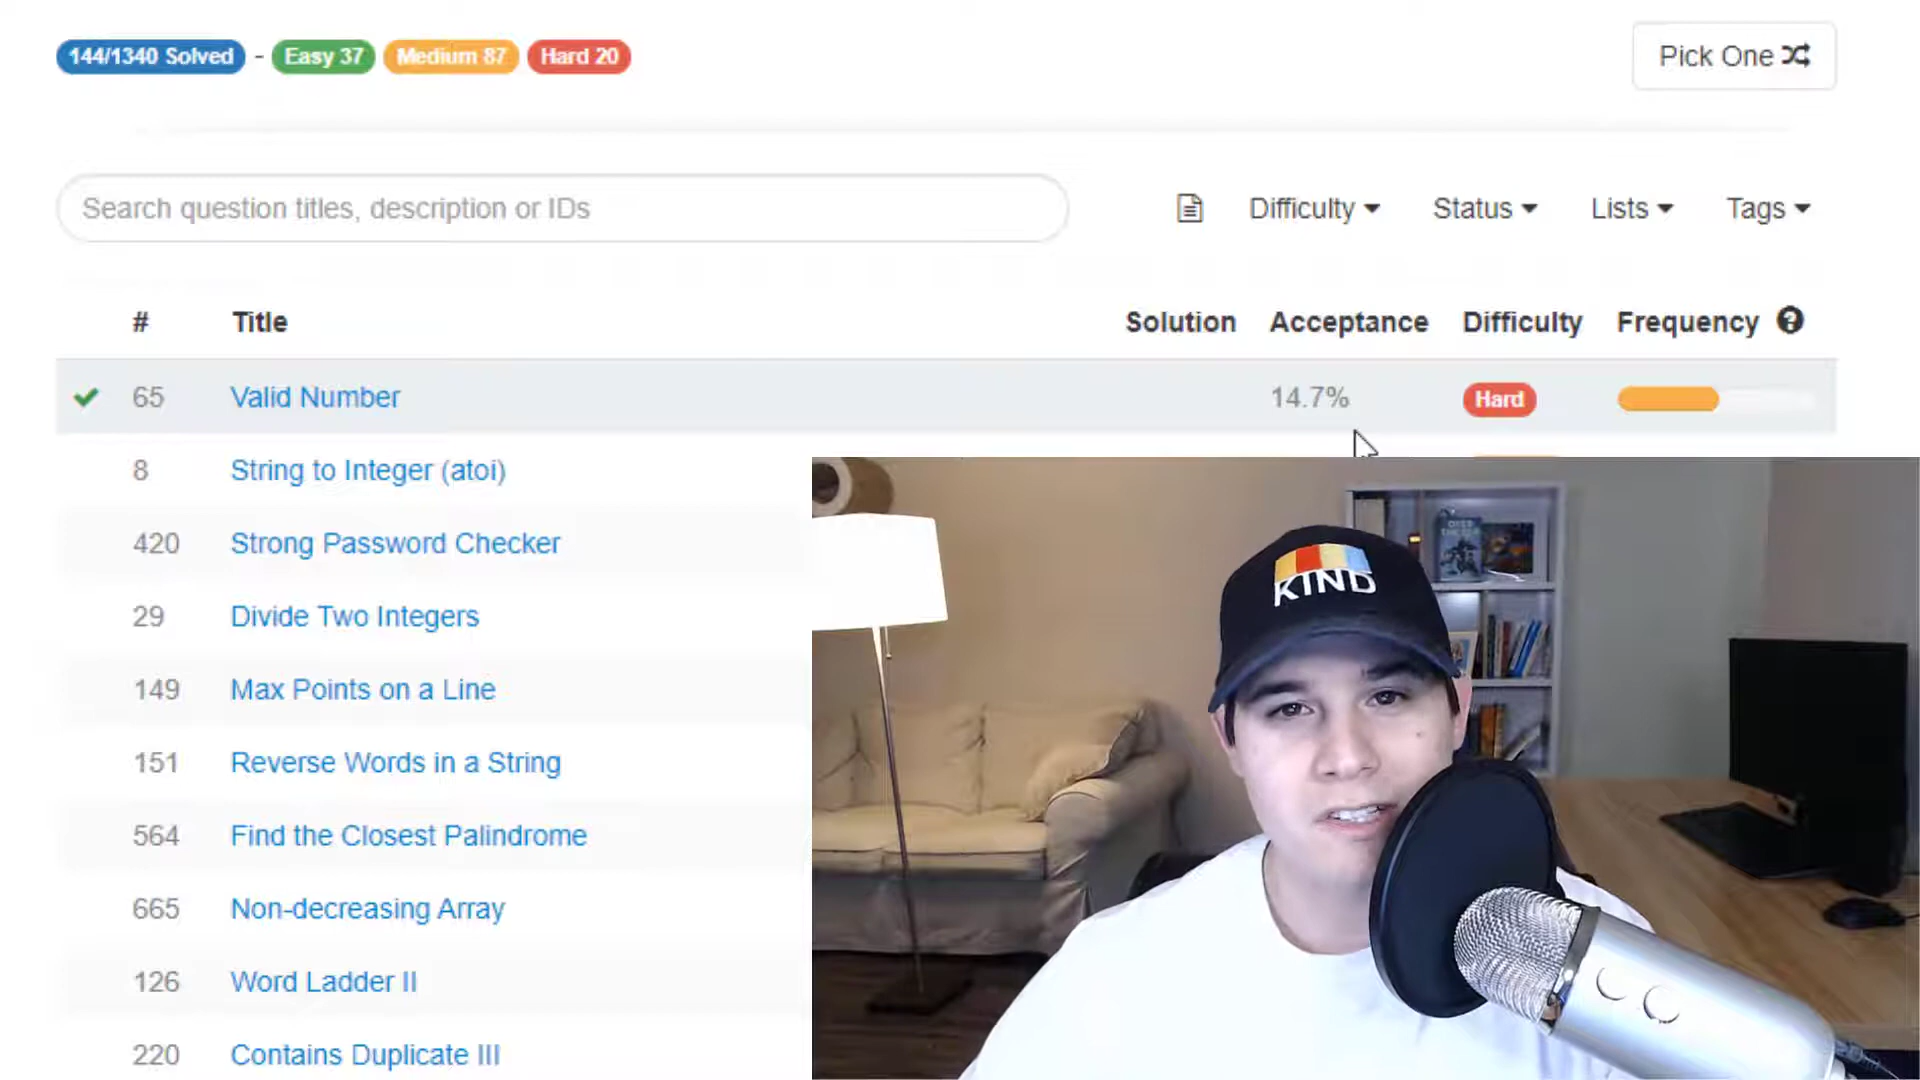 144/1340 Solved - Easy 37 Medium 87 Hard 20
Pick One
Search question titles, description or IDs
Difficulty Status Lists Tags
# Title Solution Acceptance Difficulty Frequency ?
65 Valid Number 14.7% Hard
8 String to Integer (atoi)
420 Strong Password Checker
29 Divide Two Integers
149 Max Points on a Line
151 Reverse Words in a String
564 Find the Closest Palindrome
665 Non-decreasing Array
126 Word Ladder II
220 Contains Duplicate III
KIND